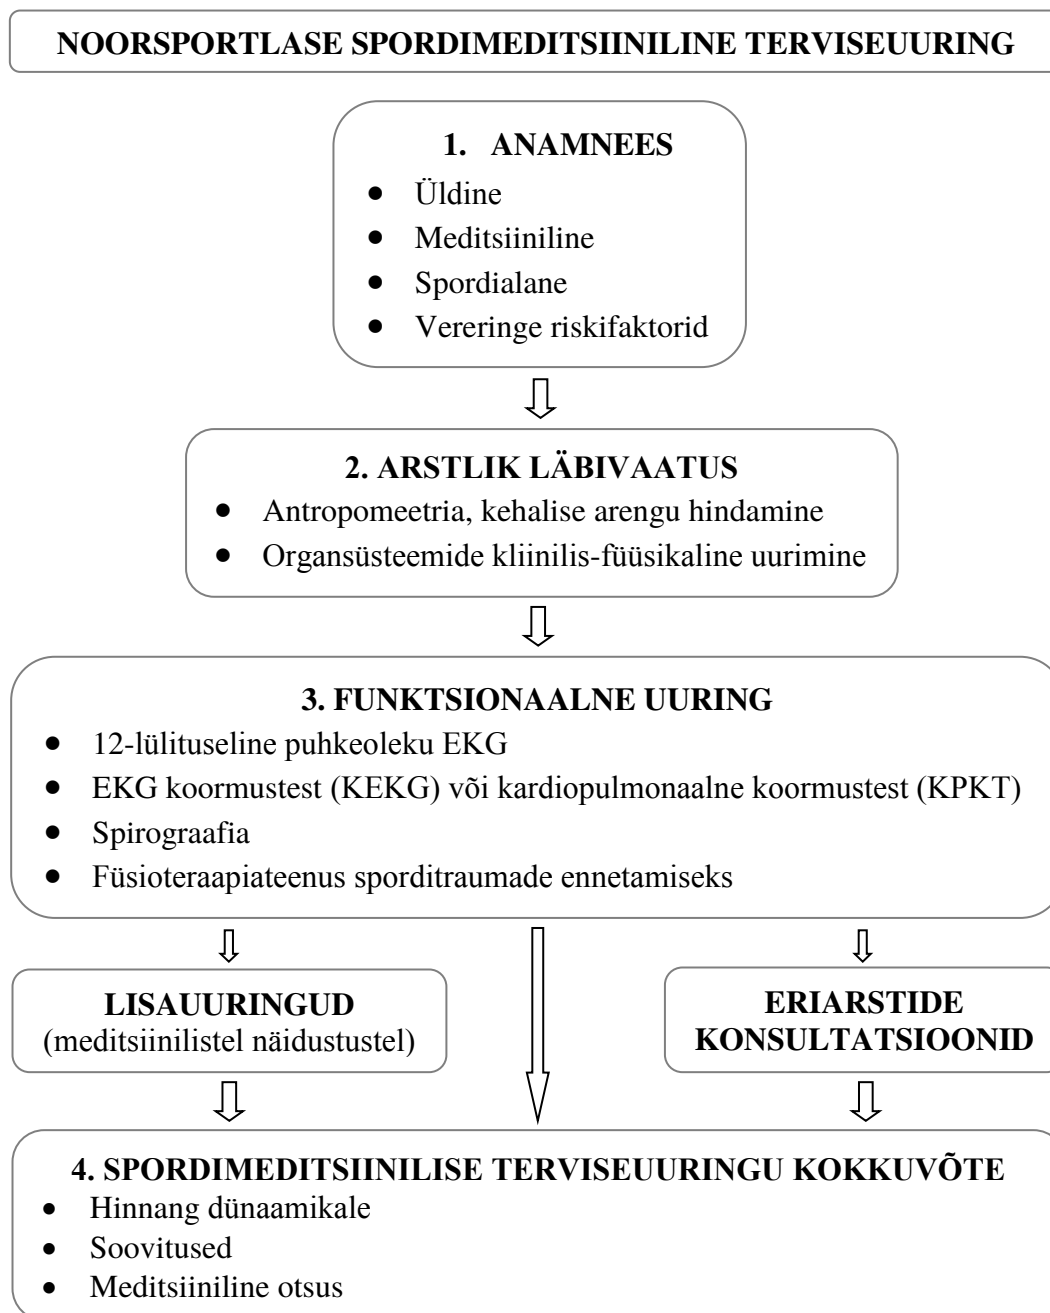 NOORSPORTLASE SPORDIMEDITSIINILINE TERVISEUURING
1. ANAMNEES
• Üldine
• Meditsiiniline
• Spordialane
• Vereringe riskifaktorid
2. ARSTLIK LÄBIVAATUS
• Antropomeetria, kehalise arengu hindamine
• Organsüsteemide kliinilis-füüsikaline uurimine
3. FUNKTSIONAALNE UURING
• 12-lülituseline puhkeoleku EKG
• EKG koormustest (KEKG) või kardiopulmonaalne koormustest (KPKT)
• Spirograafia
• Füsioteraapiateenus sporditraumade ennetamiseks
LISAUURINGUD
(meditsiinilistel näidustustel)
ERIARSTIDE
KONSULTATSIOONID
4. SPORDIMEDITSIINILISE TERVISEUURINGU KOKKUVÕTE
• Hinnang dünaamikale
• Soovitused
• Meditsiiniline otsus